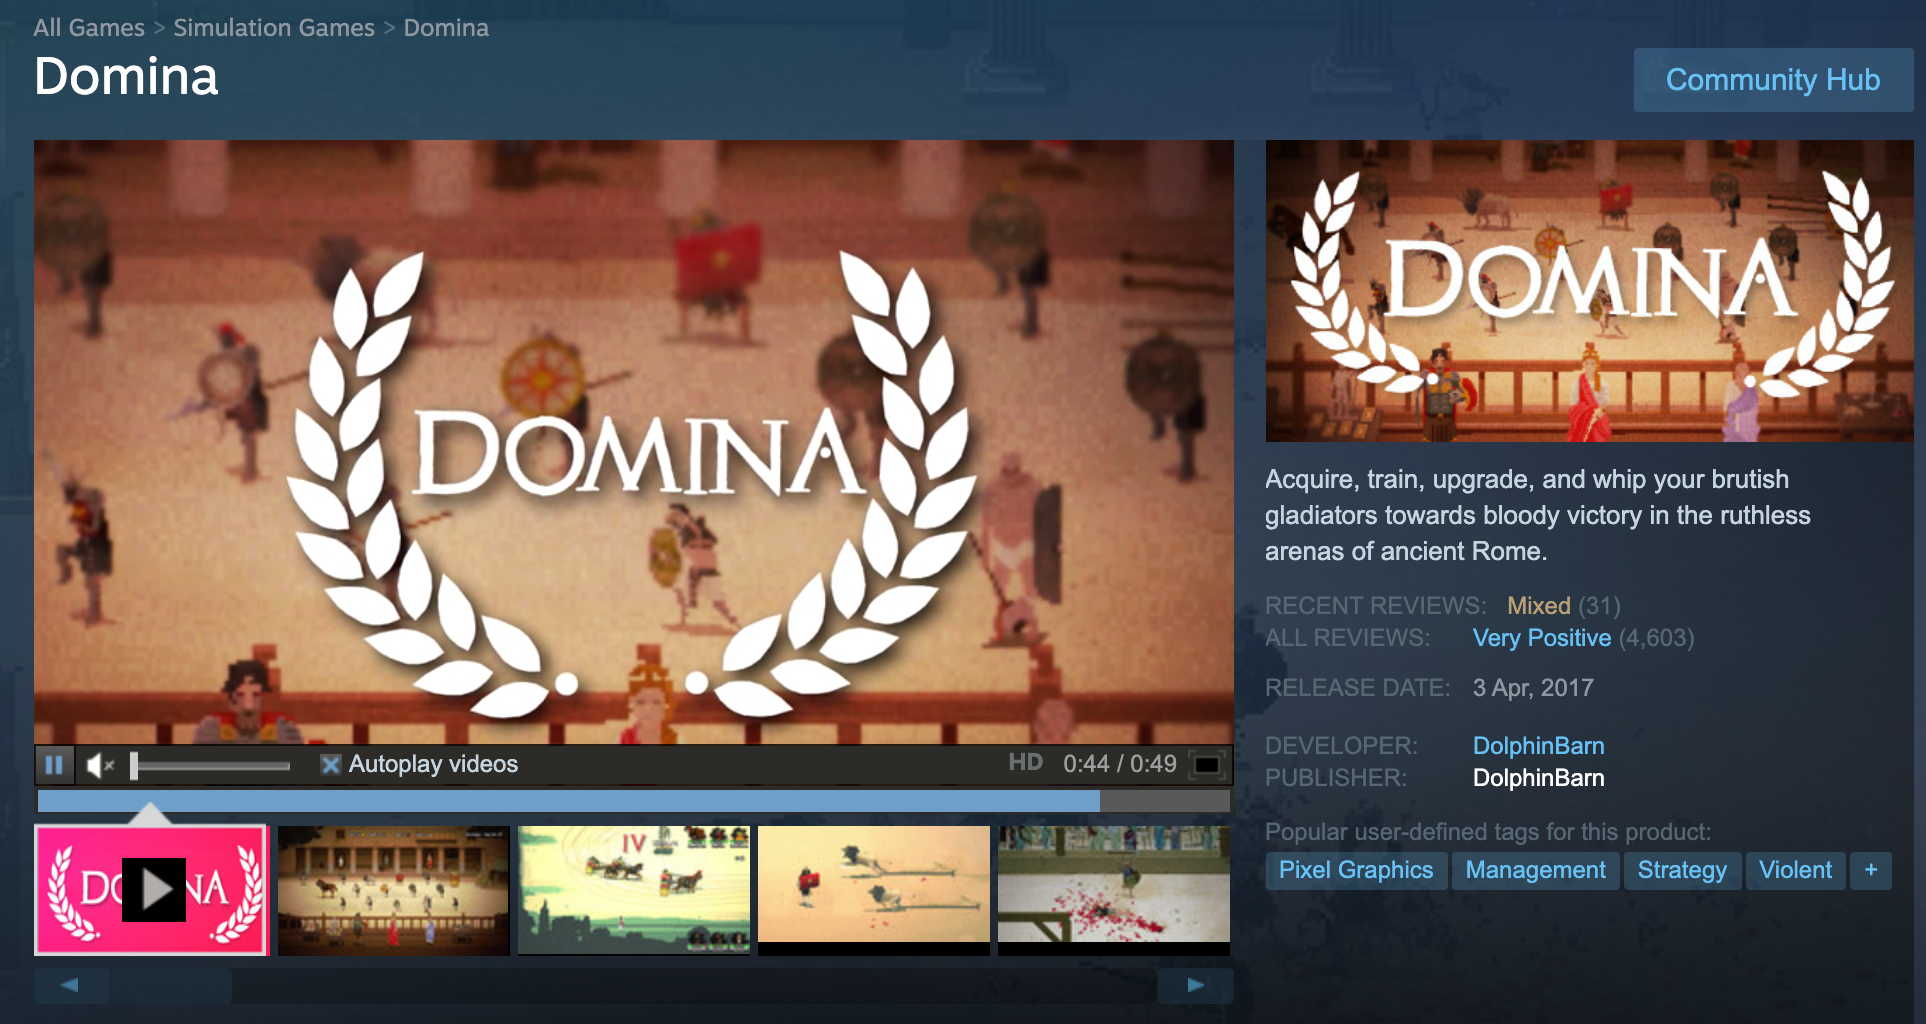 All Games > Simulation Games > Domina
Domina
Community Hub
DOMINA
DOMINA
Acquire, train, upgrade, and whip your brutish
gladiators towards bloody victory in the ruthless
arenas of ancient Rome.
RECENT REVIEWS: Mixed (31)
ALL REVIEWS: Very Positive (4,603)
RELEASE DATE: 3 Apr, 2017
DEVELOPER: DolphinBarn
PUBLISHER: DolphinBarn
Popular user-defined tags for this product:
Pixel Graphics Management Strategy Violent +
Autoplay videos HD 0:44 / 0:49
IV